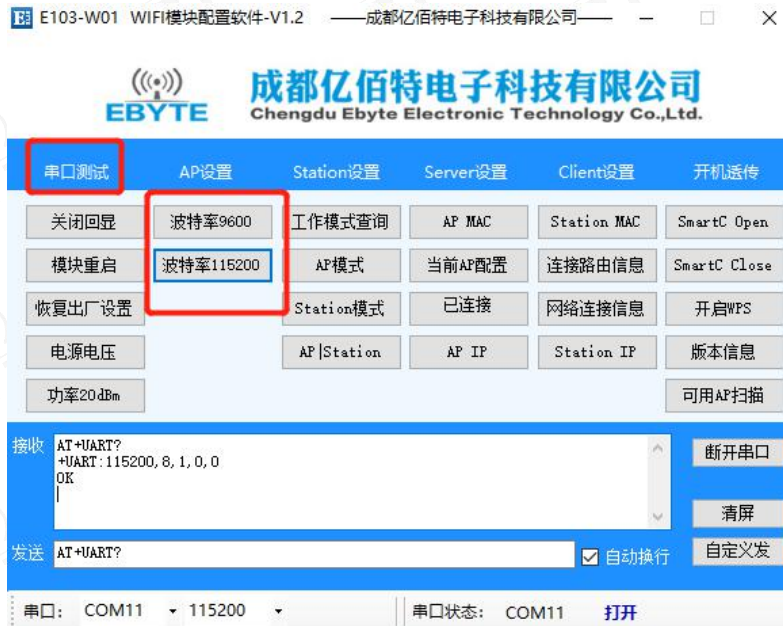 E103-W01 WIFI模块配置软件-V1.2 ——成都亿佰特电子科技有限公司——
EBYTE
成都亿佰特电子科技有限公司
Chengdu Ebyte Electronic Technology Co.,Ltd.
串口测试 AP设置 Station设置 Server设置 Client设置 开机透传
关闭回显 波特率9600 工作模式查询 AP MAC Station MAC SmartC Open
模块重启 波特率115200 AP模式 当前AP配置 连接路由信息 SmartC Close
恢复出厂设置 Station模式 已连接 网络连接信息 开启WPS
电源电压 AP|Station AP IP Station IP 版本信息
功率20dBm 可用AP扫描
接收 AT+UART? 断开串口
+UART:115200,8,1,0,0
OK
清屏
发送 AT+UART? 自动换行 自定义发
串口: COM11 115200 串口状态: COM11 打开